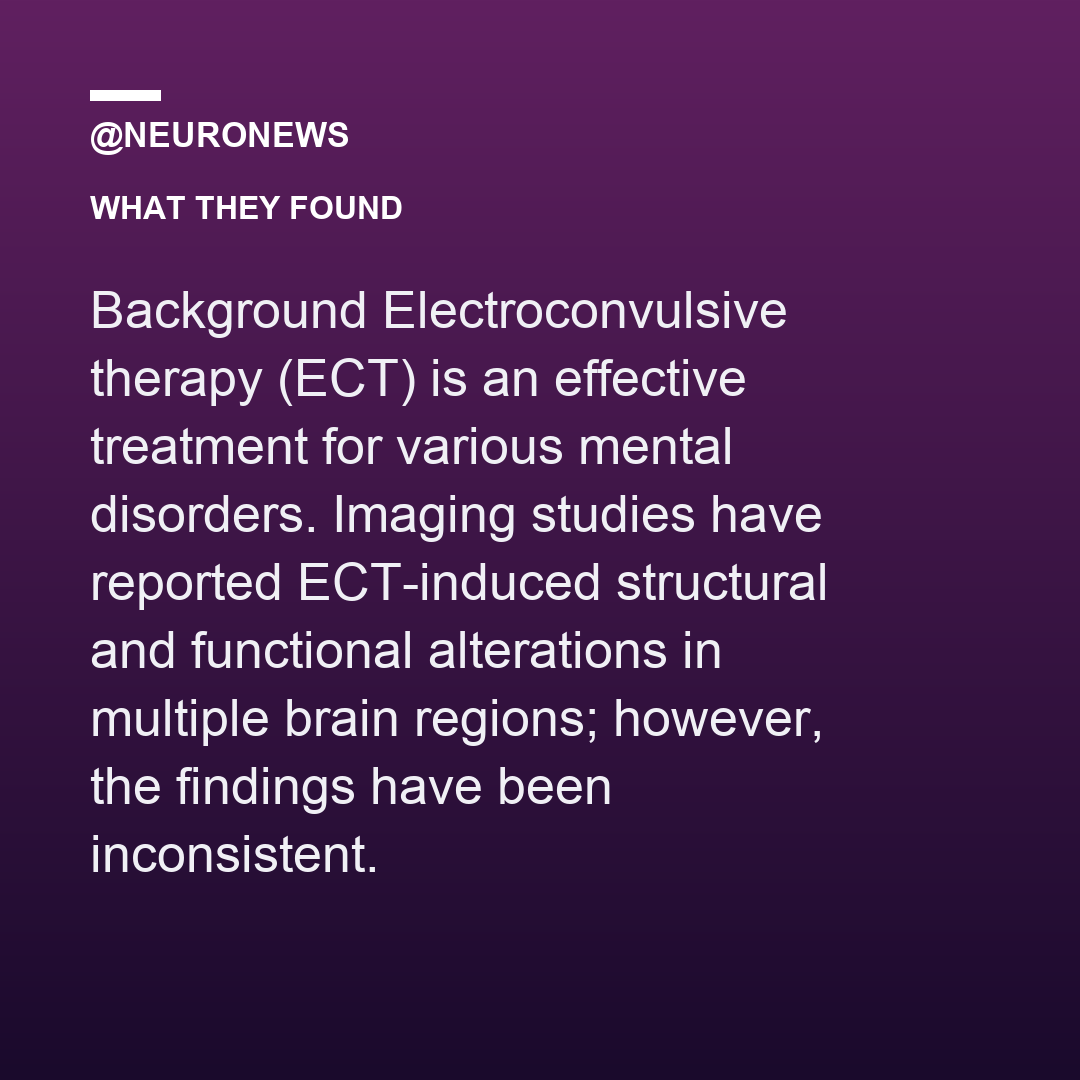 @NEURONEWS
WHAT THEY FOUND
Background Electroconvulsive
therapy (ECT) is an effective
treatment for various mental
disorders. Imaging studies have
reported ECT-induced structural
and functional alterations in
multiple brain regions; however,
the findings have been
inconsistent.